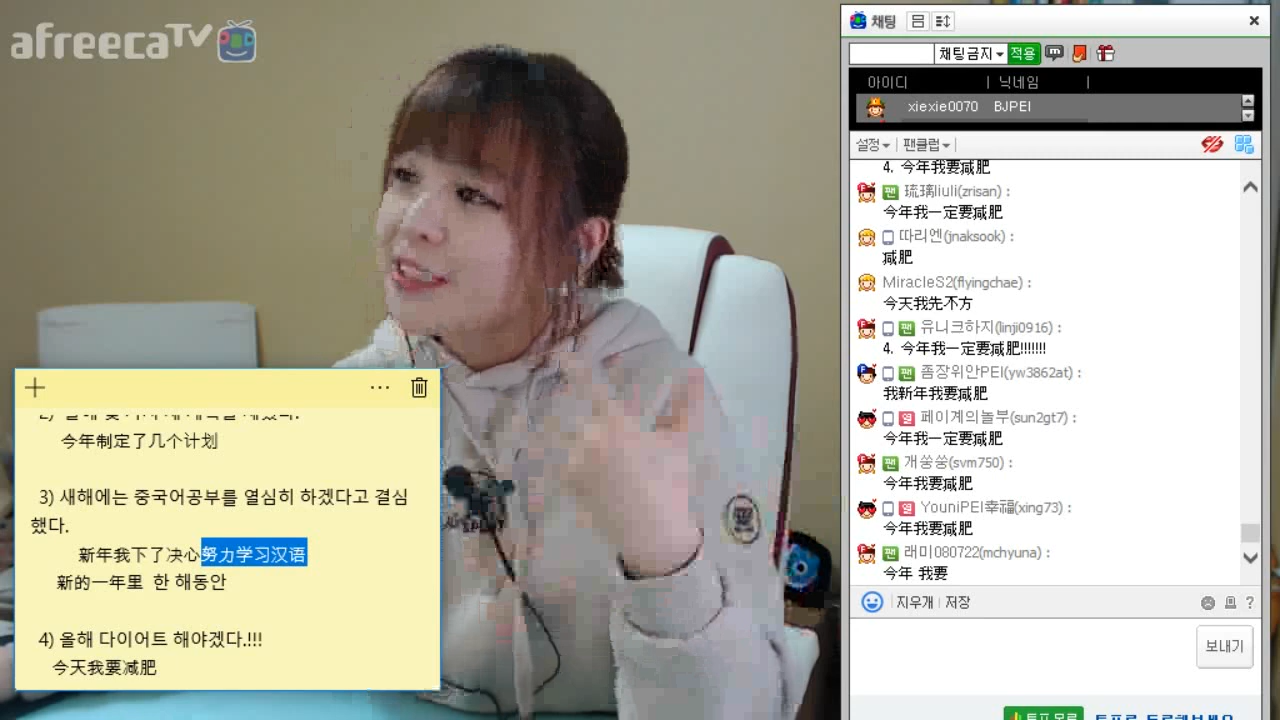 afreecaTV
今年制定了几个计划
3) 새해에는 중국어공부를 열심히 하겠다고 결심
했다.
新年我下了决心努力学习汉语
新的一年里 한 해동안
4) 올해 다이어트 해야겠다.!!!
今天我要减肥
채팅
채팅금지 적용
아이디 | 닉네임 |
xiexie0070 BJPEI
설정 | 팬클럽 |
4. 今年我要减肥
팬 琉璃liuli(zrisan) :
今年我一定要减肥
따리엔(jnaksook) :
减肥
MiracleS2(flyingchae) :
今天我先不方
팬 유니크하지(linji0916) :
4. 今年我一定要减肥!!!!!!!
팬 좀장위안PEI(yw3862at) :
我新年我要减肥
열 페이계의놀부(sun2gt7) :
今年我一定要减肥
팬 개쑹쑹(svm750) :
今年我要减肥
열 YouniPEI幸福(xing73) :
今年我要减肥
팬 래미080722(mchyuna) :
今年 我要
지우개 | 저장
?
보내기